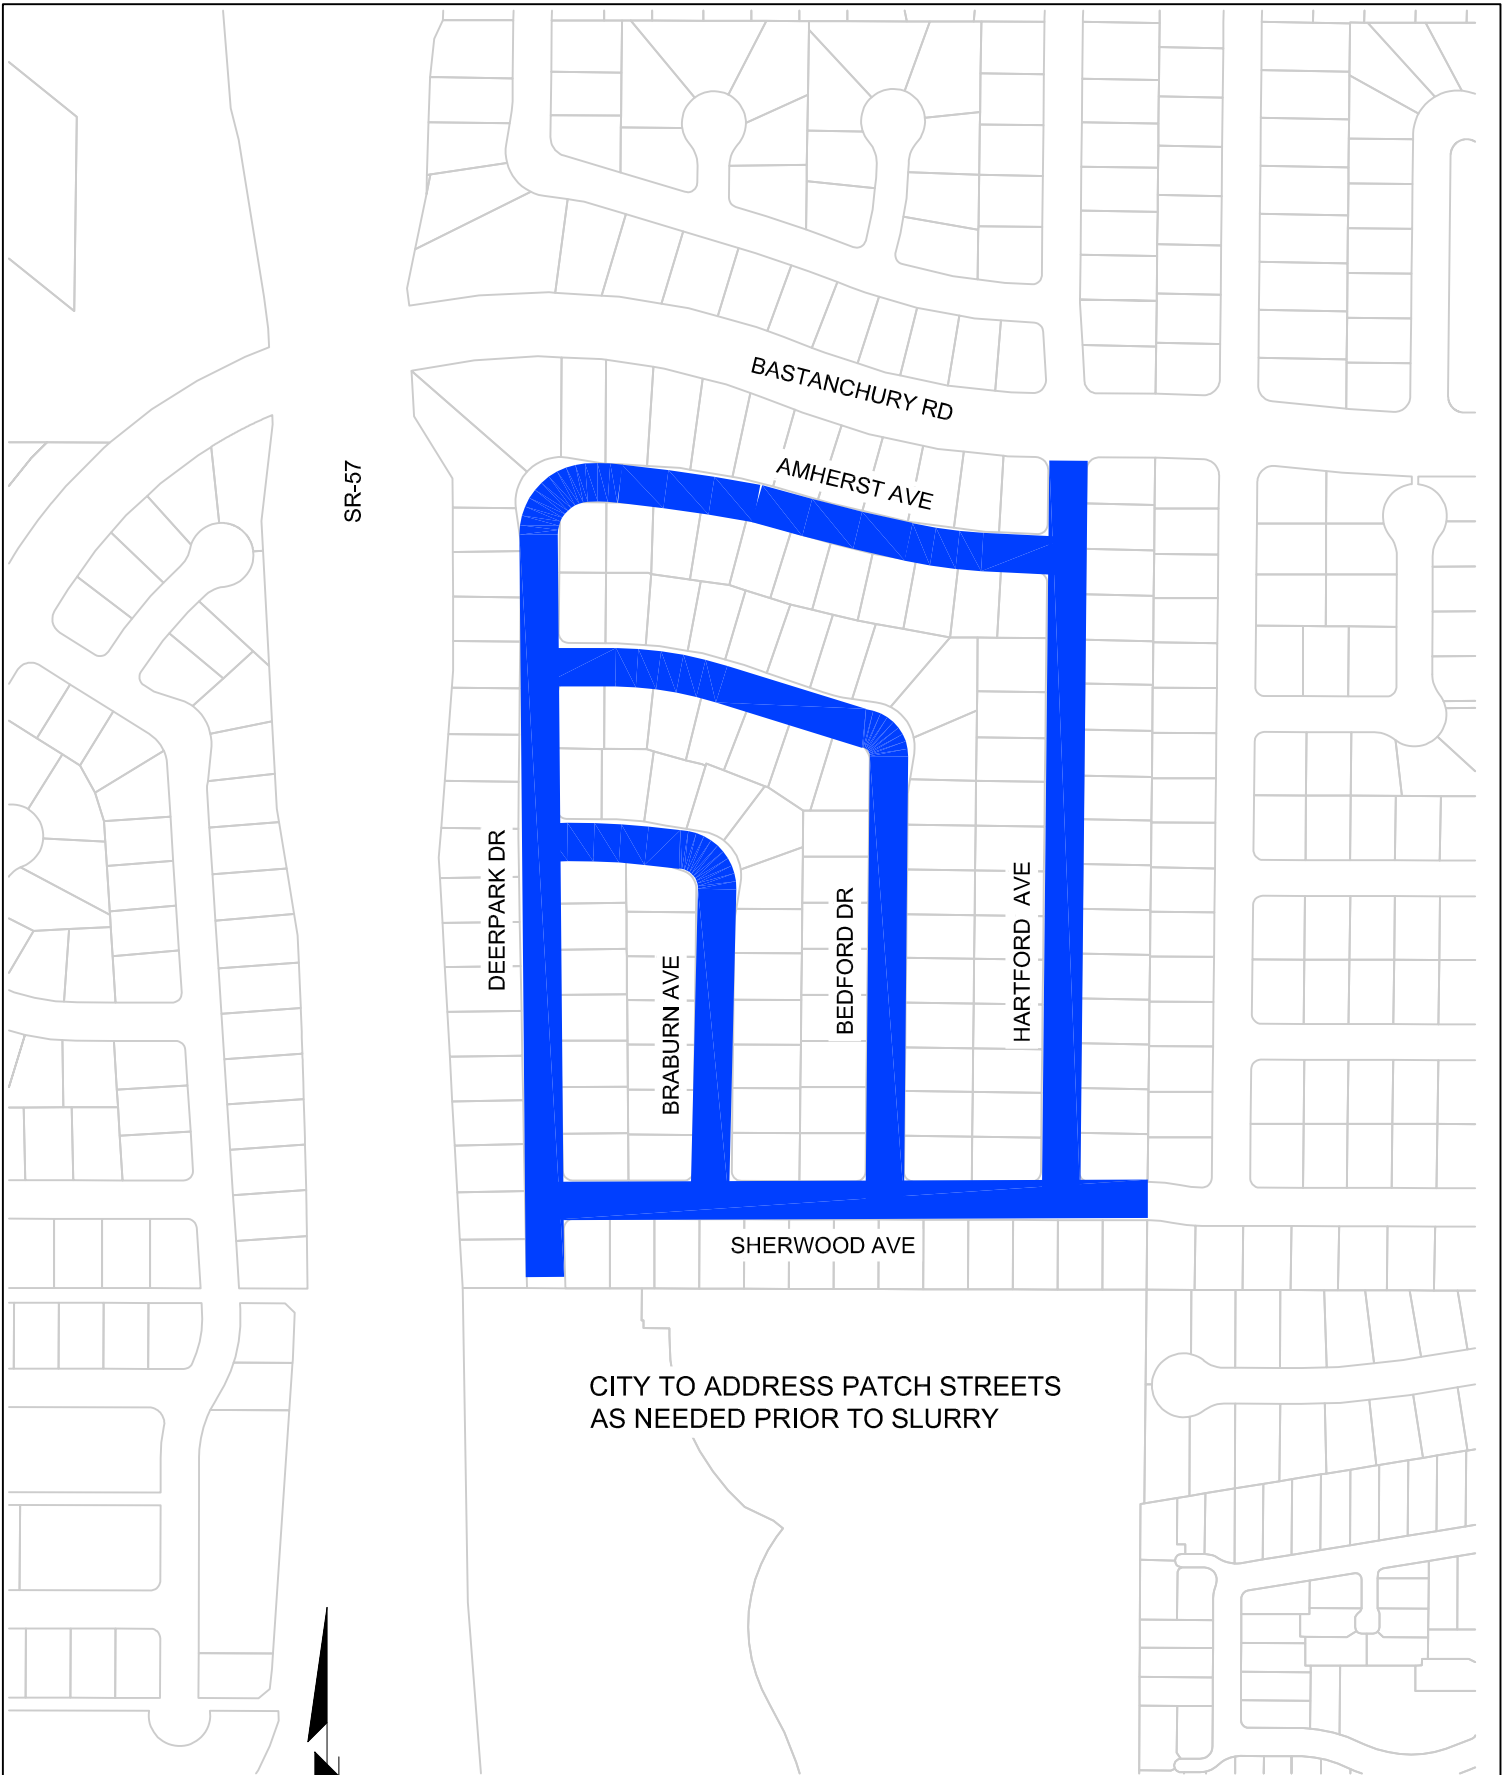 BASTANCHURY RD
AMHERST AVE
SR-57
DEERPARK DR
BRABURN AVE
BEDFORD DR
HARTFORD AVE
SHERWOOD AVE
CITY TO ADDRESS PATCH STREETS
AS NEEDED PRIOR TO SLURRY